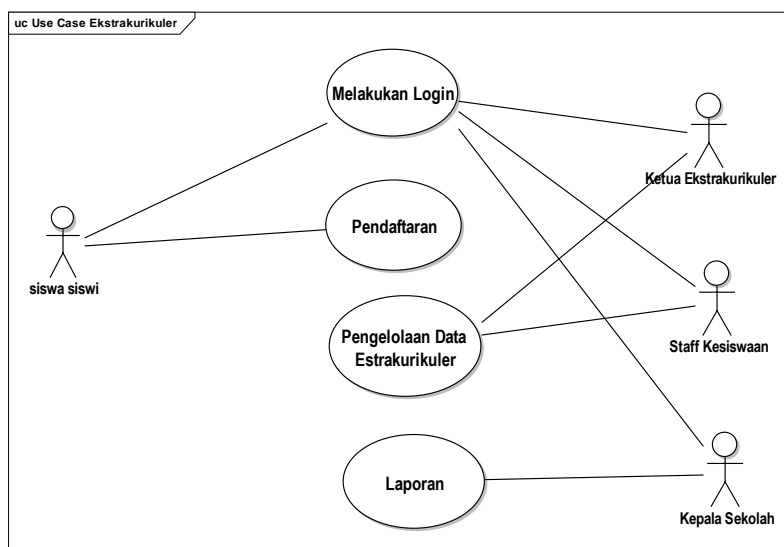 uc Use Case Ekstrakurikuler
Melakukan Login
Ketua Ekstrakurikuler
Pendaftaran
siswa siswi
Pengelolaan Data
Estrakurikuler
Staff Kesiswaan
Laporan
Kepala Sekolah